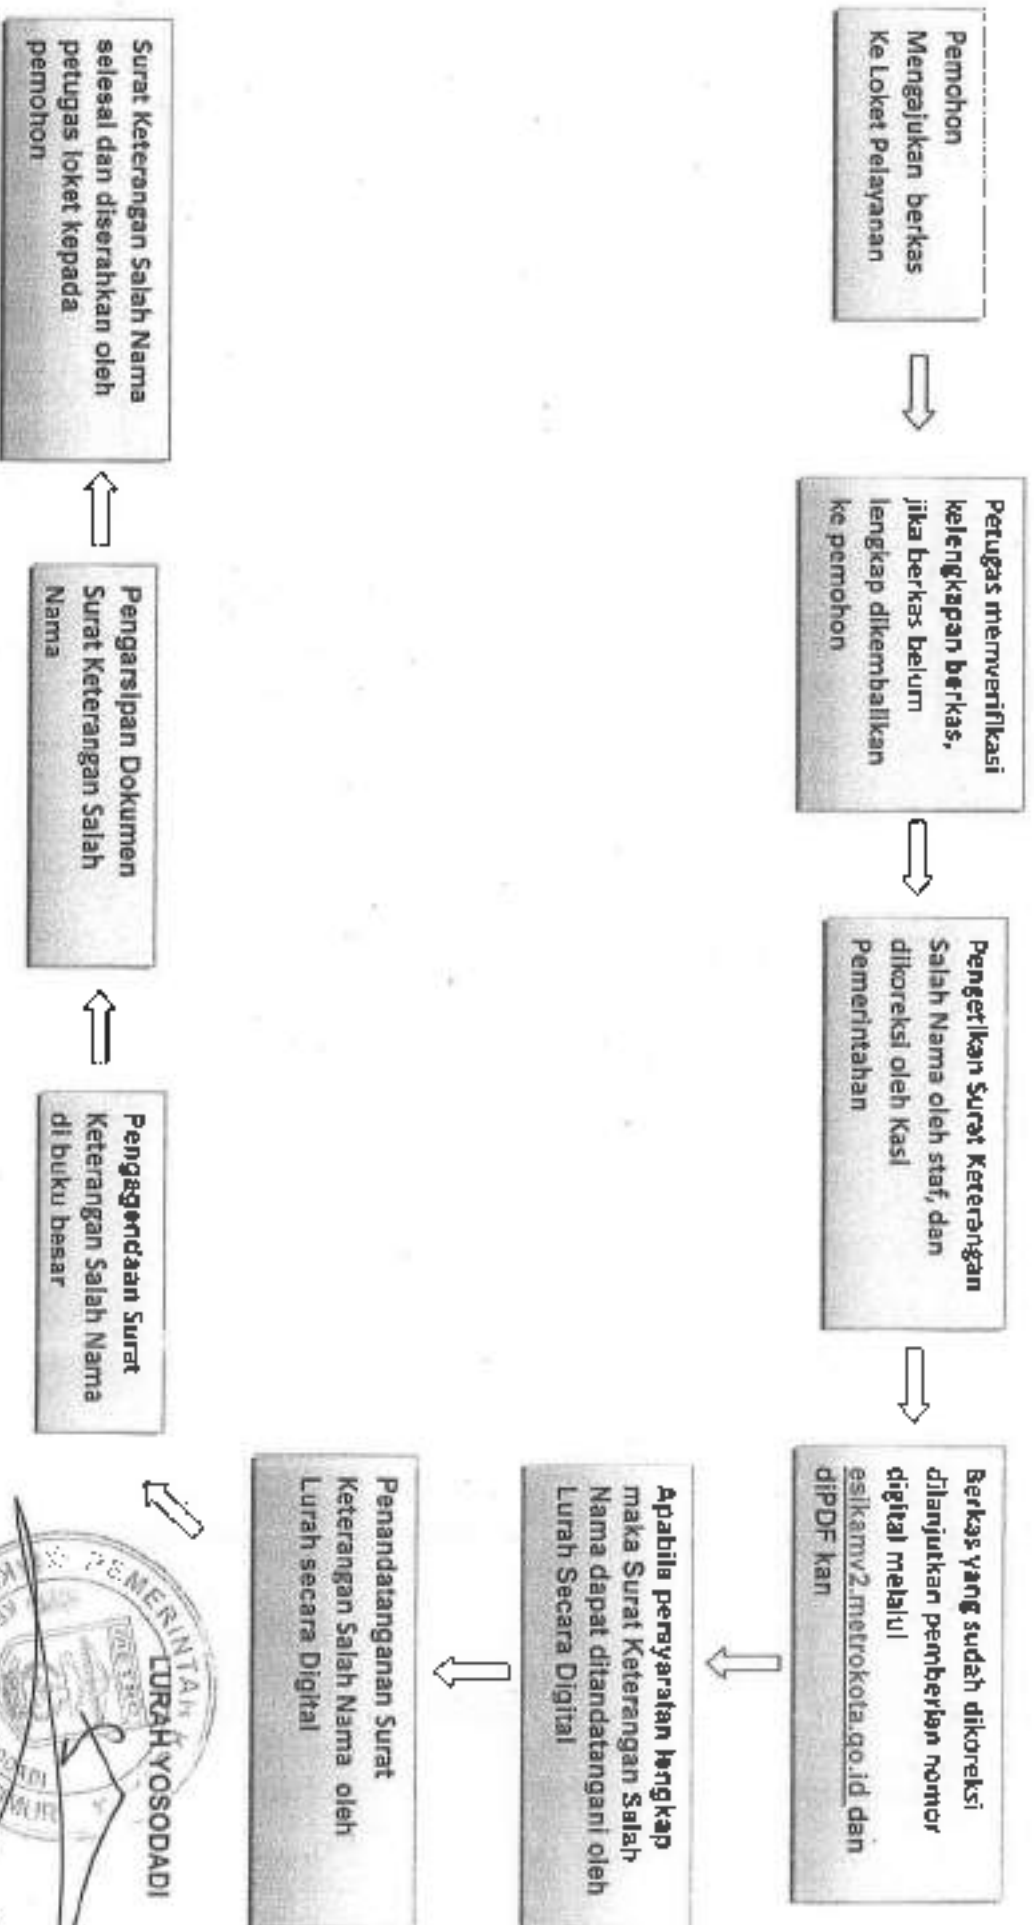 Pemohon
Mengajukan berkas
Ke Loket Pelayanan
Petugas memverifikasi
kelengkapan berkas,
jika berkas belum
lengkap dikembalikan
ke pemohon
Pengetikan Surat Keterangan
Salah Nama oleh staf, dan
dikoreksi oleh Kasi
Pemerintahan
Berkas yang sudah dikoreksi
dilanjutkan pemberian nomor
digital melalui
esikamv2.metrokota.go.id dan
diPDF kan
Apabila persyaratan lengkap
maka Surat Keterangan Salah
Nama dapat ditandatangani oleh
Lurah Secara Digital
Penandatanganan Surat
Keterangan Salah Nama oleh
Lurah secara Digital
Pengagendaan Surat
Keterangan Salah Nama
di buku besar
Pengarsipan Dokumen
Surat Keterangan Salah
Nama
Surat Keterangan Salah Nama
selesai dan diserahkan oleh
petugas loket kepada
pemohon
LURAH YOSODADI
PEMERINTAH